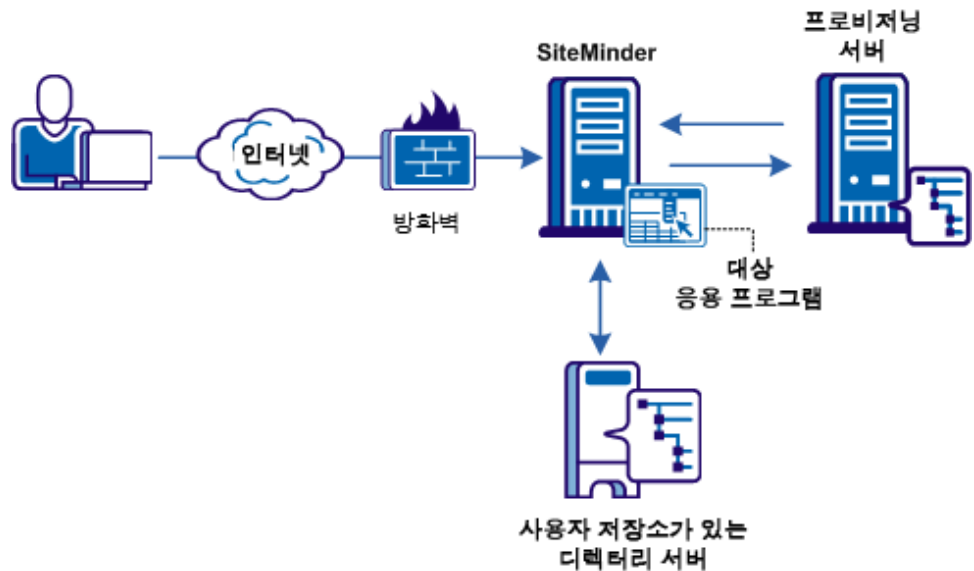 프로비저닝
서버
SiteMinder
인터넷
방화벽
대상
응용 프로그램
사용자 저장소가 있는
디렉터리 서버